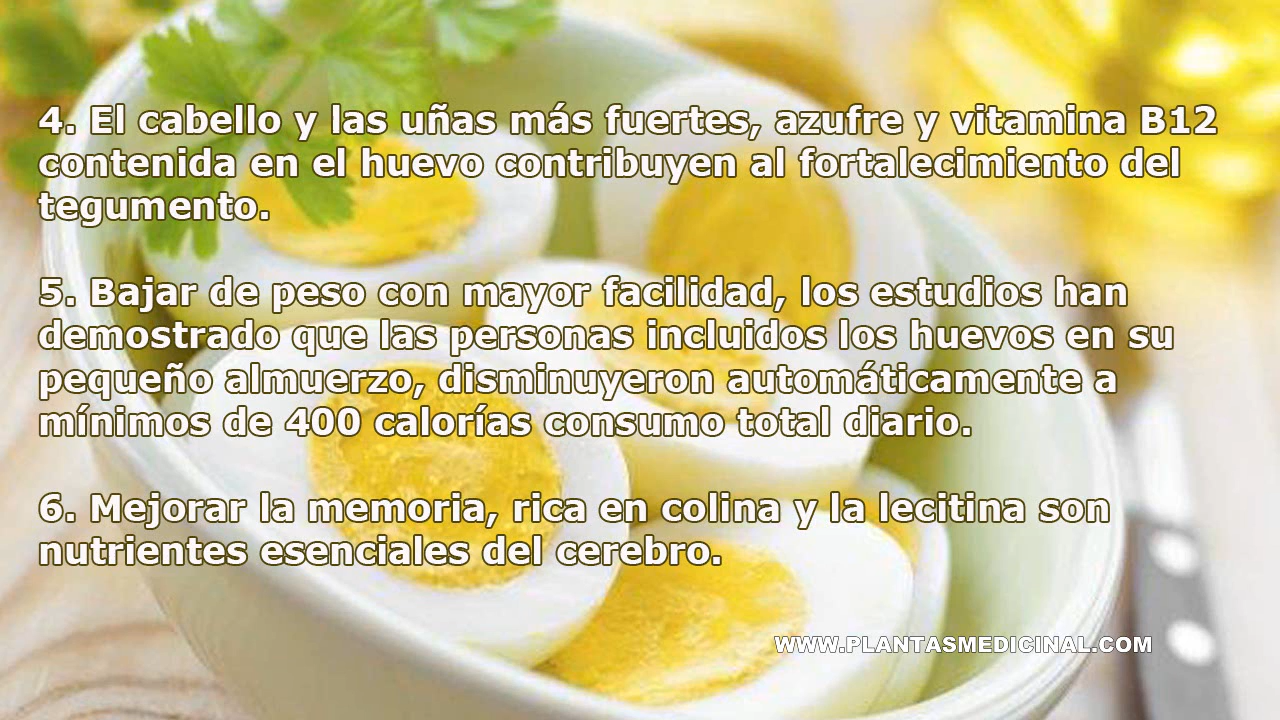 4. El cabello y las uñas más fuertes, azufre y vitamina B12
contenida en el huevo contribuyen al fortalecimiento del
tegumento.
5. Bajar de peso con mayor facilidad, los estudios han
demostrado que las personas incluidos los huevos en su
pequeño almuerzo, disminuyeron automáticamente a
mínimos de 400 calorías consumo total diario.
6. Mejorar la memoria, rica en colina y la lecitina son
nutrientes esenciales del cerebro.
WWW.PLANTASMEDICINAL.COM